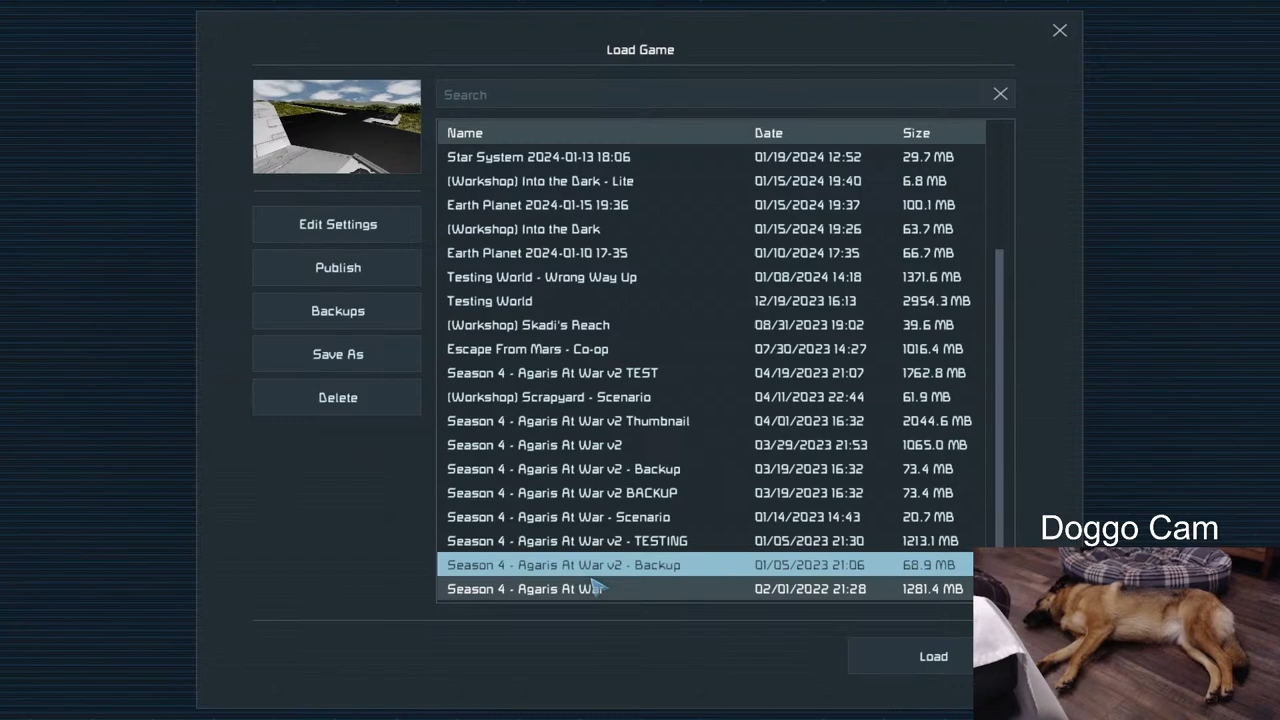 Load Game
Search
Name Date Size
Star System 2024-01-13 18:06 01/19/2024 12:52 29.7 MB
(Workshop) Into the Dark - Lite 01/15/2024 19:40 6.8 MB
Earth Planet 2024-01-15 19:36 01/15/2024 19:37 100.1 MB
(Workshop) Into the Dark 01/15/2024 19:26 63.7 MB
Earth Planet 2024-01-10 17-35 01/10/2024 17:35 66.7 MB
Testing World - Wrong Way Up 01/08/2024 14:18 1371.6 MB
Testing World 12/19/2023 16:13 2954.3 MB
(Workshop) Skadi's Reach 08/31/2023 19:02 39.6 MB
Escape From Mars - Co-op 07/30/2023 14:27 1016.4 MB
Season 4 - Agaris At War v2 TEST 04/19/2023 21:07 1762.8 MB
(Workshop) Scrapyard - Scenario 04/11/2023 22:44 61.9 MB
Season 4 - Agaris At War v2 Thumbnail 04/01/2023 16:32 2044.6 MB
Season 4 - Agaris At War v2 03/29/2023 21:53 1065.0 MB
Season 4 - Agaris At War v2 - Backup 03/19/2023 16:32 73.4 MB
Season 4 - Agaris At War v2 BACKUP 03/19/2023 16:32 73.4 MB
Season 4 - Agaris At War - Scenario 01/14/2023 14:43 20.7 MB
Season 4 - Agaris At War v2 - TESTING 01/05/2023 21:30 1213.1 MB
Season 4 - Agaris At War v2 - Backup 01/05/2023 21:06 68.9 MB
Season 4 - Agaris At War 02/01/2022 21:28 1281.4 MB
Edit Settings
Publish
Backups
Save As
Delete
Load
Doggo Cam